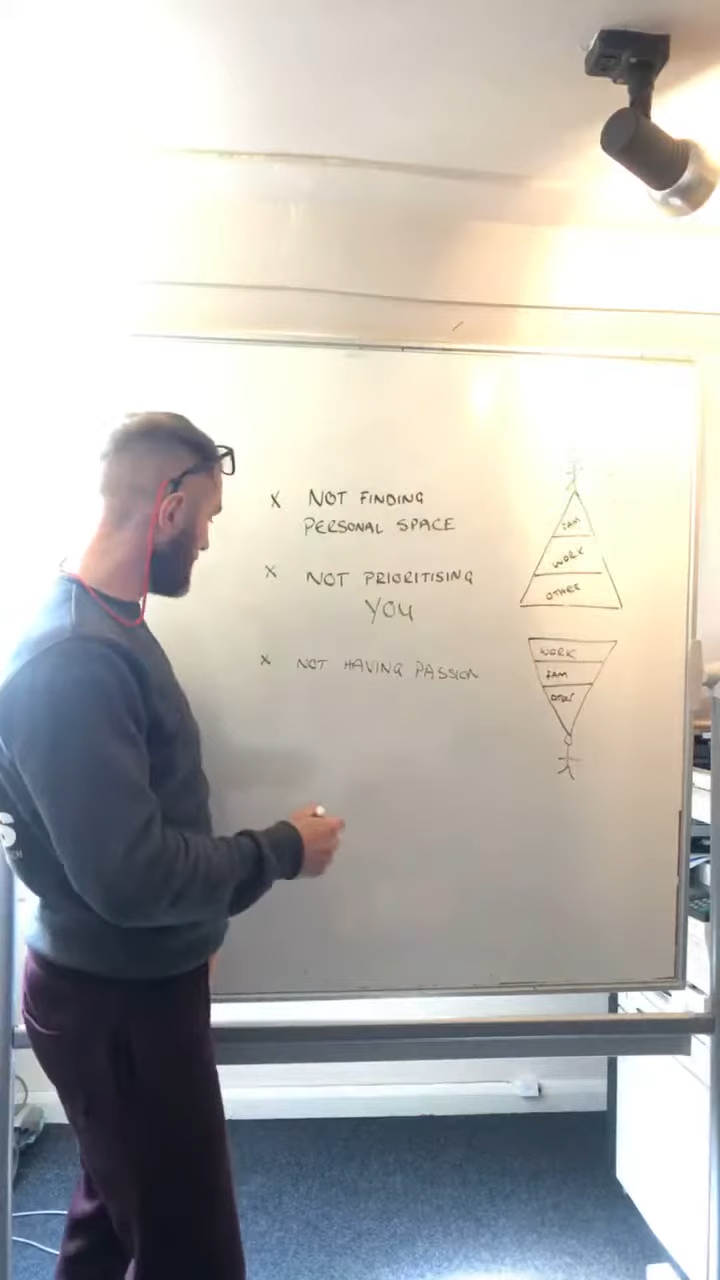 X NOT FINDING
PERSONAL SPACE
X NOT PRIORITISING
YOU
X NOT HAVING PASSION
FAM
WORK
OTHER
WORK
FAM
OTHER